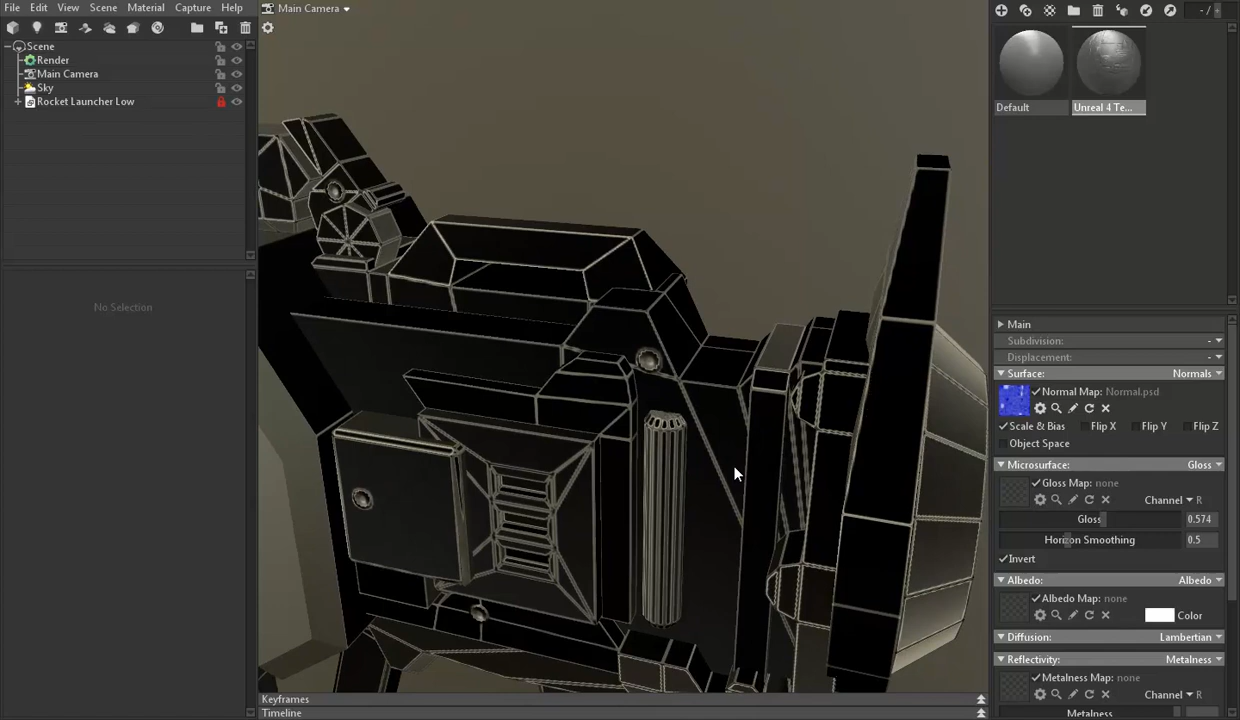 File Edit View Scene Material Capture Help
Main Camera
Scene
Render
Main Camera
Sky
Rocket Launcher Low
No Selection
Keyframes
Timeline
- /
Default
Unreal 4 Te...
Main
Subdivision: -
Displacement: -
Surface: Normals
Normal Map: Normal.psd
Scale & Bias Flip X Flip Y Flip Z
Object Space
Microsurface: Gloss
Gloss Map: none
Channel R
Gloss 0.574
Horizon Smoothing 0.5
Invert
Albedo: Albedo
Albedo Map: none
Color
Diffusion: Lambertian
Reflectivity: Metalness
Metalness Map: none
Channel R
Metalness